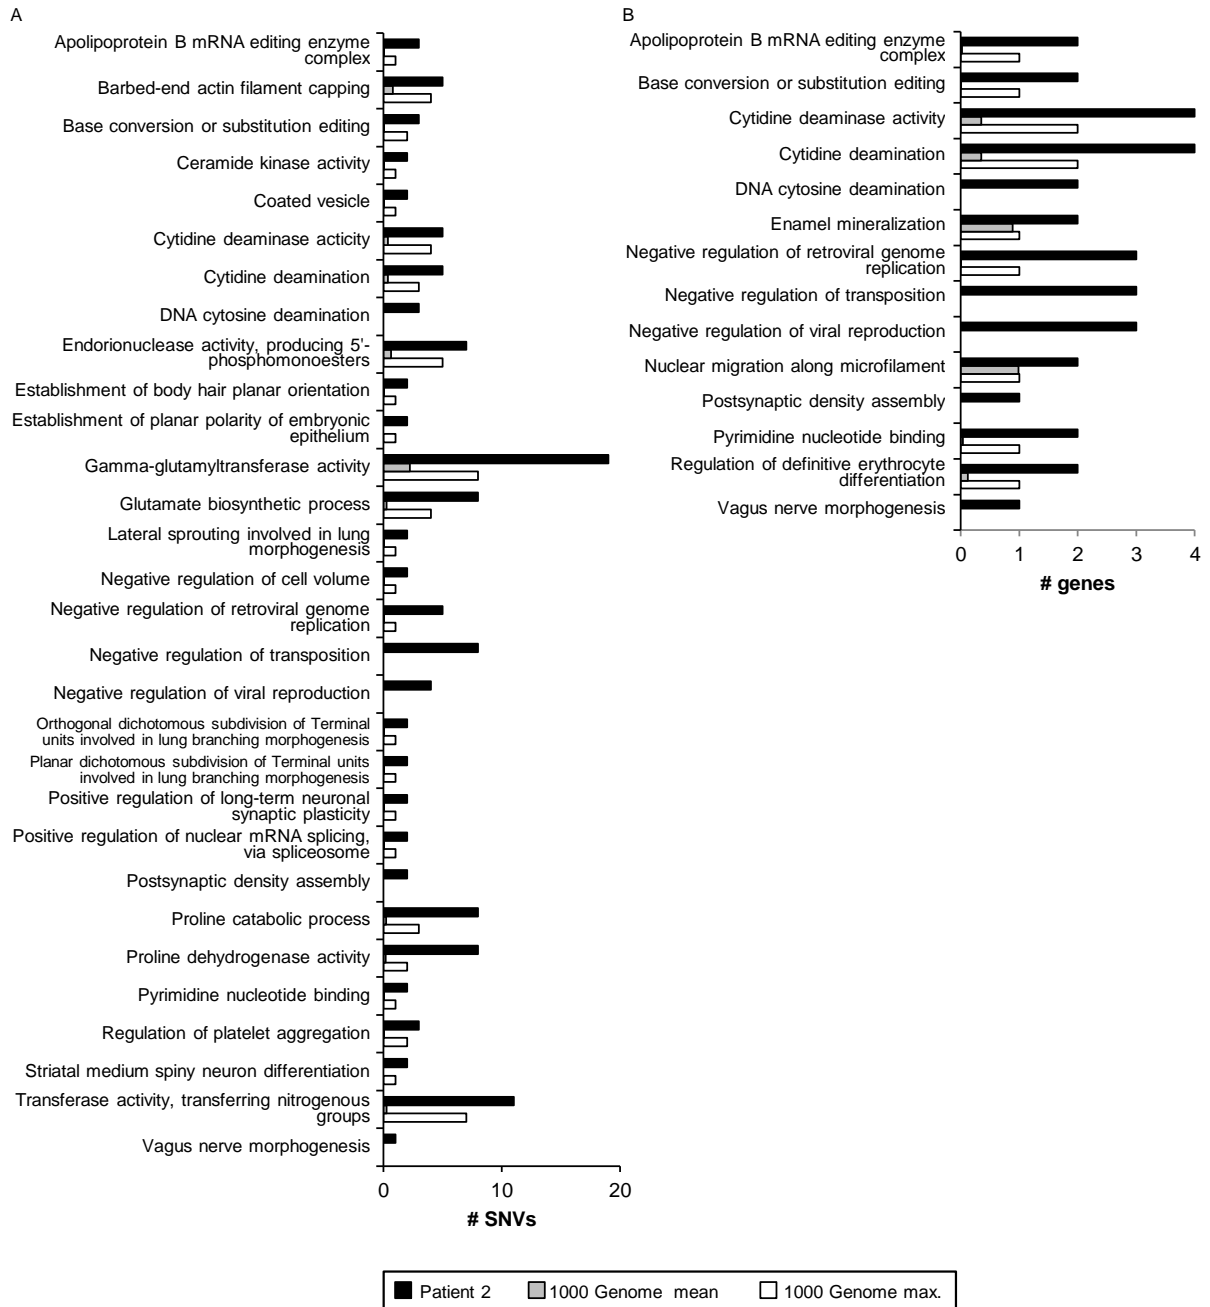 A
Apolipoprotein B mRNA editing enzyme
complex
Barbed-end actin filament capping
Base conversion or substitution editing
Ceramide kinase activity
Coated vesicle
Cytidine deaminase acticity
Cytidine deamination
DNA cytosine deamination
Endorionuclease activity, producing 5'-
phosphomonoesters
Establishment of body hair planar orientation
Establishment of planar polarity of embryonic
epithelium
Gamma-glutamyltransferase activity
Glutamate biosynthetic process
Lateral sprouting involved in lung
morphogenesis
Negative regulation of cell volume
Negative regulation of retroviral genome
replication
Negative regulation of transposition
Negative regulation of viral reproduction
Orthogonal dichotomous subdivision of Terminal
units involved in lung branching morphogenesis
Planar dichotomous subdivision of Terminal units
involved in lung branching morphogenesis
Positive regulation of long-term neuronal
synaptic plasticity
Positive regulation of nuclear mRNA splicing,
via spliceosome
Postsynaptic density assembly
Proline catabolic process
Proline dehydrogenase activity
Pyrimidine nucleotide binding
Regulation of platelet aggregation
Striatal medium spiny neuron differentiation
Transferase activity, transferring nitrogenous
groups
Vagus nerve morphogenesis
0 10 20
# SNVs
B
Apolipoprotein B mRNA editing enzyme
complex
Base conversion or substitution editing
Cytidine deaminase activity
Cytidine deamination
DNA cytosine deamination
Enamel mineralization
Negative regulation of retroviral genome
replication
Negative regulation of transposition
Negative regulation of viral reproduction
Nuclear migration along microfilament
Postsynaptic density assembly
Pyrimidine nucleotide binding
Regulation of definitive erythrocyte
differentiation
Vagus nerve morphogenesis
0 1 2 3 4
# genes
Patient 2 1000 Genome mean 1000 Genome max.